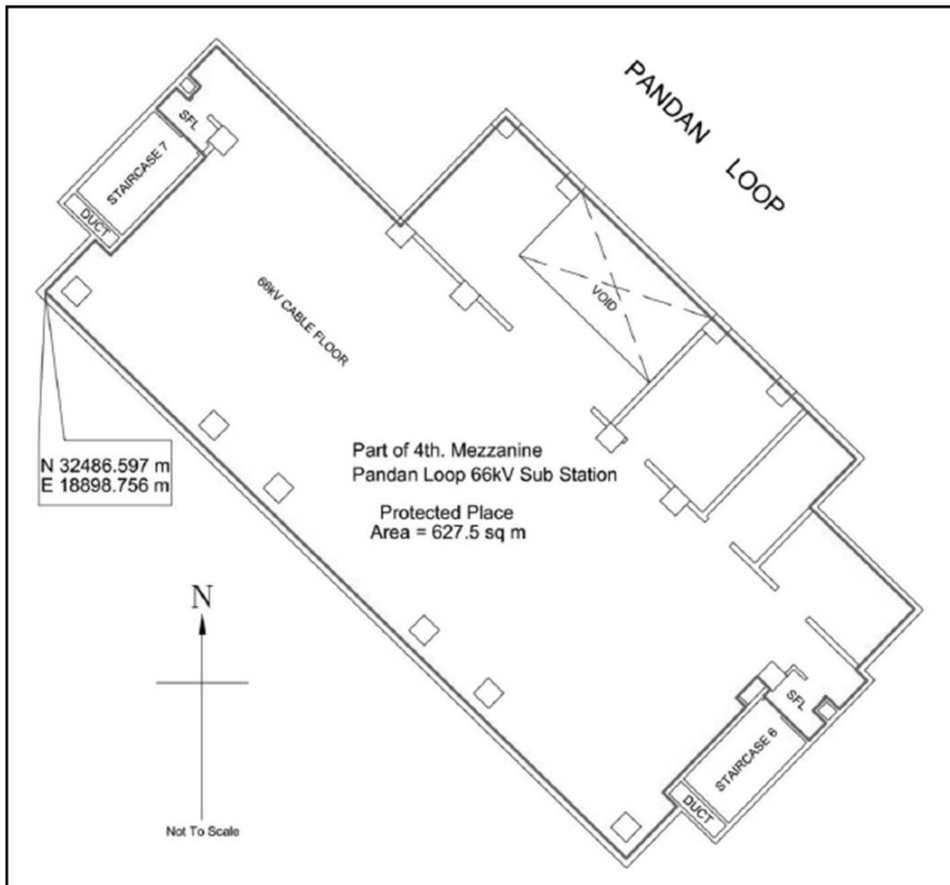 PANDAN LOOP
SFL
STAIRCASE 7
DUCT
66kV CABLE FLOOR
VOID
N 32486.597 m
E 18898.756 m
Part of 4th. Mezzanine
Pandan Loop 66kV Sub Station
Protected Place
Area = 627.5 sq m
N
Not To Scale
SFL
STAIRCASE 6
DUCT